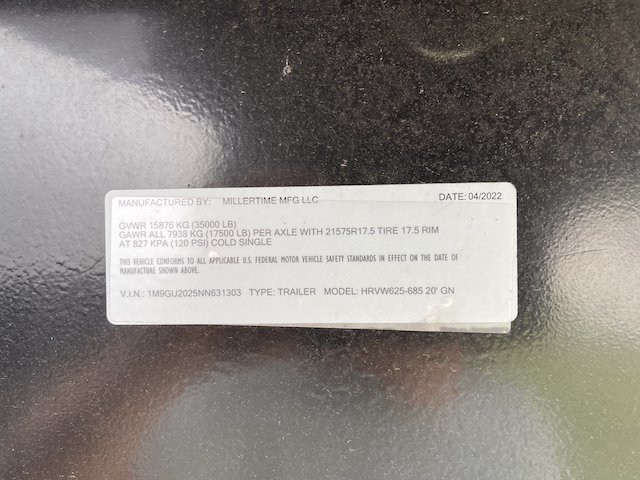 MANUFACTURED BY: MILLERTIME MFG LLC DATE: 04/2022
GVWR 15876 KG (35000 LB)
GAWR ALL 7938 KG (17500 LB) PER AXLE WITH 21575R17.5 TIRE 17.5 RIM
AT 827 KPA (120 PSI) COLD SINGLE
THIS VEHICLE CONFORMS TO ALL APPLICABLE U.S. FEDERAL MOTOR VEHICLE SAFETY STANDARDS IN EFFECT ON THE DATE OF
MANUFACTURE SHOWN ABOVE.
V.I.N.: 1M9GU2025NN631303 TYPE: TRAILER MODEL: HRVW625-685 20' GN